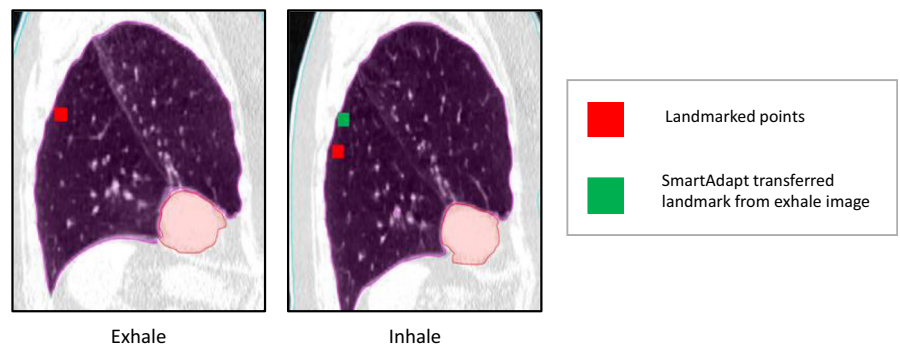 Landmarked points
SmartAdapt transferred
landmark from exhale image
Exhale
Inhale